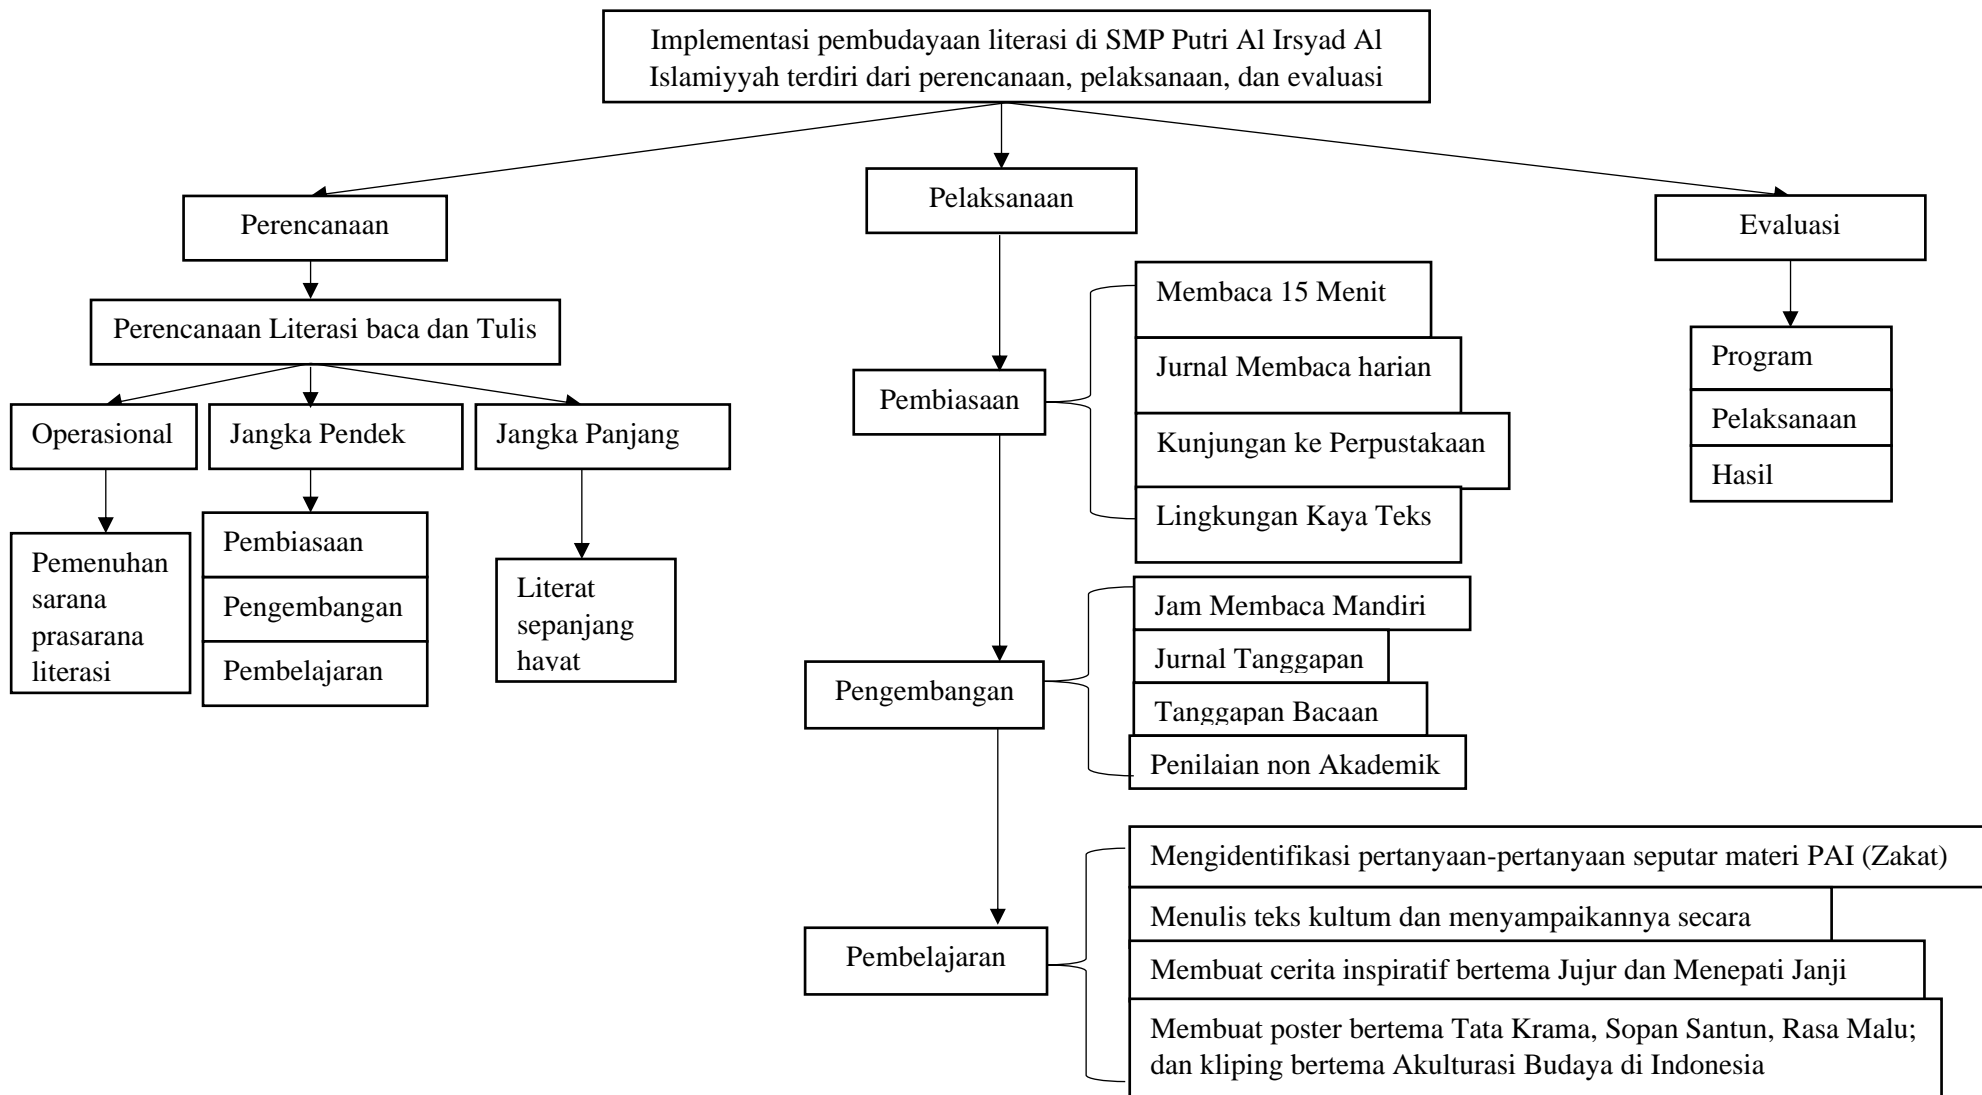 Implementasi pembudayaan literasi di SMP Putri Al Irsyad Al
Islamiyyah terdiri dari perencanaan, pelaksanaan, dan evaluasi
Perencanaan
Perencanaan Literasi baca dan Tulis
Operasional
Jangka Pendek
Jangka Panjang
Pemenuhan
sarana
prasarana
literasi
Pembiasaan
Pengembangan
Pembelajaran
Literat
sepanjang
hayat
Pelaksanaan
Pembiasaan
Membaca 15 Menit
Jurnal Membaca harian
Kunjungan ke Perpustakaan
Lingkungan Kaya Teks
Pengembangan
Jam Membaca Mandiri
Jurnal Tanggapan
Tanggapan Bacaan
Penilaian non Akademik
Pembelajaran
Mengidentifikasi pertanyaan-pertanyaan seputar materi PAI (Zakat)
Menulis teks kultum dan menyampaikannya secara
Membuat cerita inspiratif bertema Jujur dan Menepati Janji
Membuat poster bertema Tata Krama, Sopan Santun, Rasa Malu;
dan kliping bertema Akulturasi Budaya di Indonesia
Evaluasi
Program
Pelaksanaan
Hasil